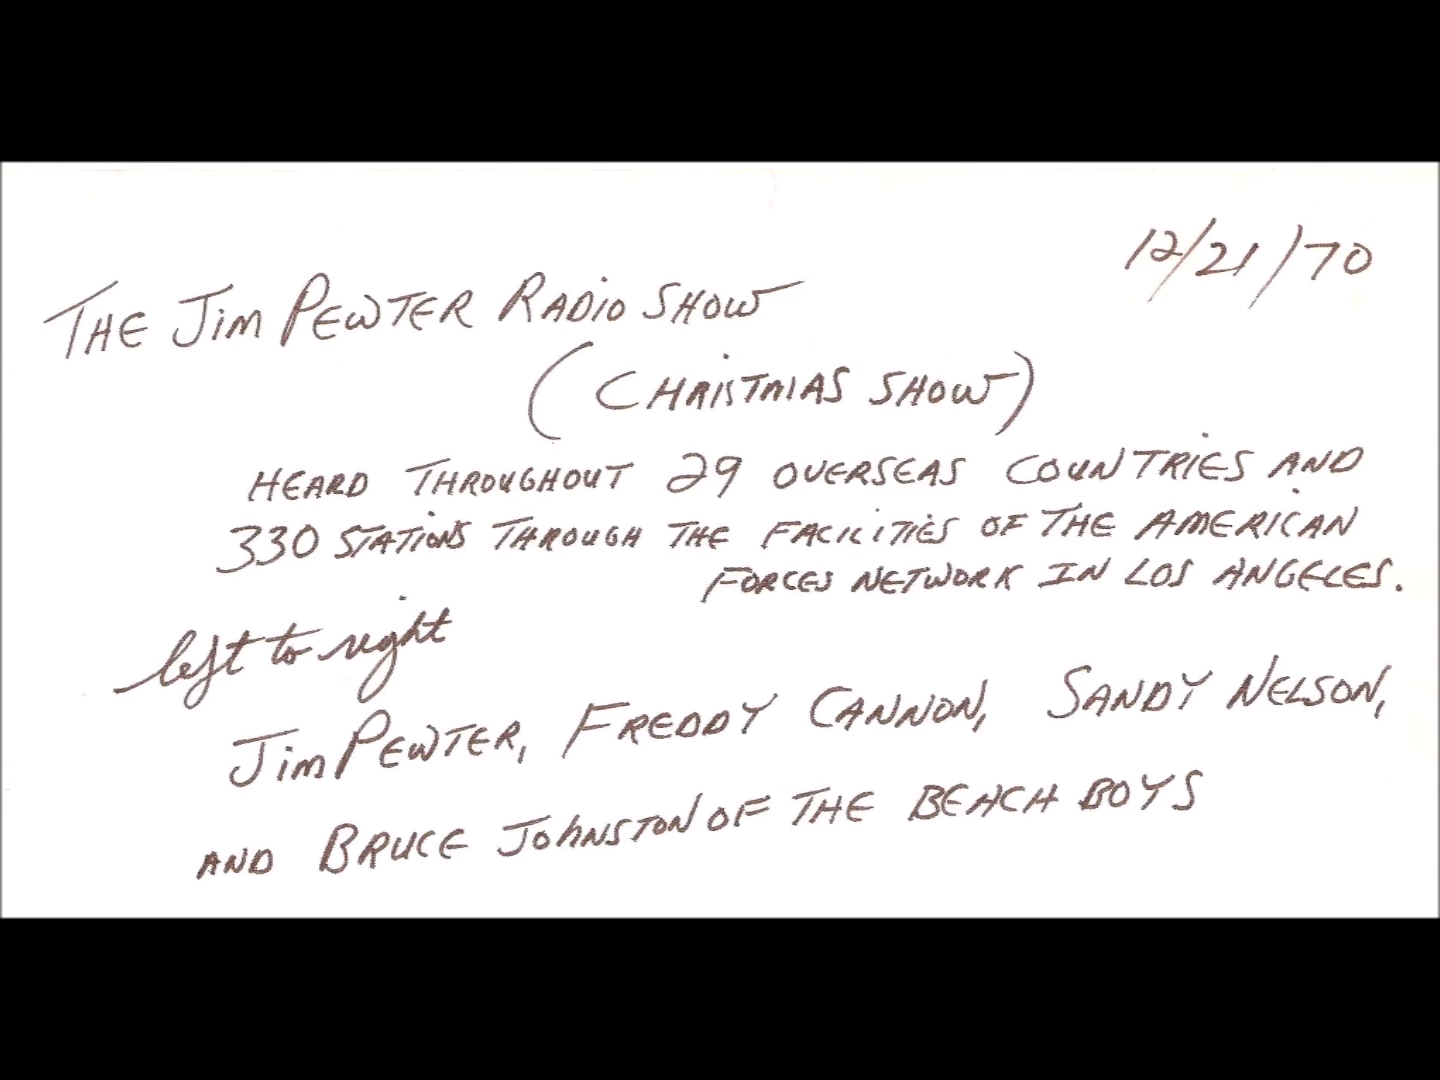 12/21/70
THE JIM PEWTER RADIO SHOW
(CHRISTMAS SHOW)
HEARD THROUGHOUT 29 OVERSEAS COUNTRIES AND
330 STATIONS THROUGH THE FACILITIES OF THE AMERICAN
FORCES NETWORK IN LOS ANGELES.
left to right
JIM PEWTER, FREDDY CANNON, SANDY NELSON,
AND BRUCE JOHNSTON OF THE BEACH BOYS